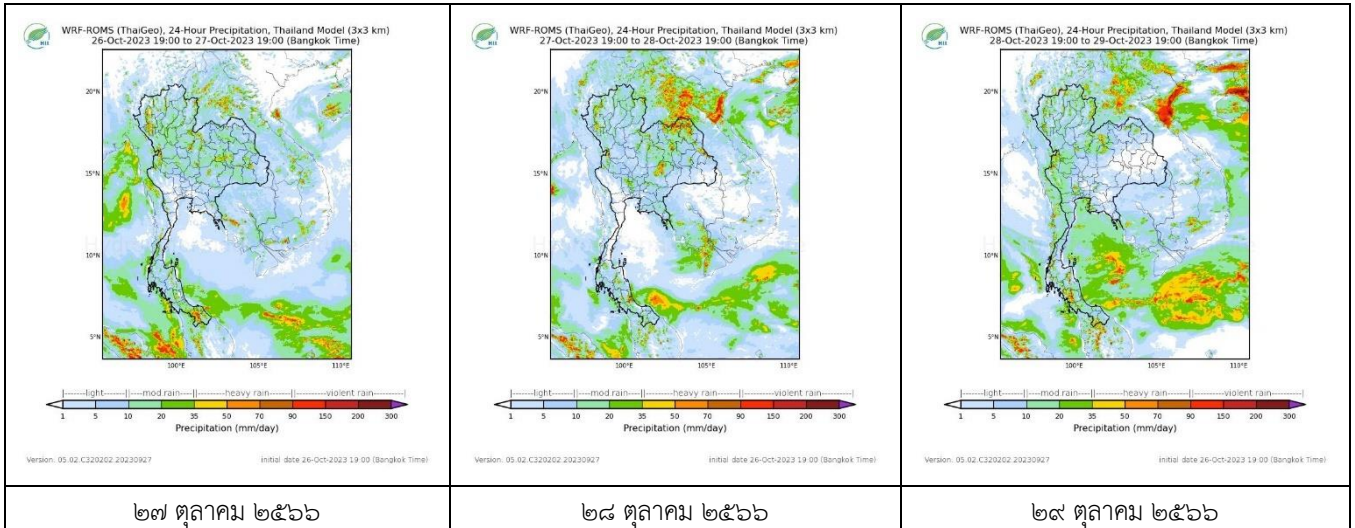 WRF-ROMS (ThaiGeo), 24-Hour Precipitation, Thailand Model (3x3 km)
26-Oct-2023 19:00 to 27-Oct-2023 19:00 (Bangkok Time)
20°N
15°N
10°N
5°N
100°E 105°E 110°E
light mod rain heavy rain violent rain
1 5 10 20 35 50 70 90 150 200 300
Precipitation (mm/day)
Version: 05.02.C320202.20230927 initial date 26-Oct-2023 19:00 (Bangkok Time)
๒๗ ตุลาคม ๒๕๖๖
WRF-ROMS (ThaiGeo), 24-Hour Precipitation, Thailand Model (3x3 km)
27-Oct-2023 19:00 to 28-Oct-2023 19:00 (Bangkok Time)
20°N
15°N
10°N
5°N
100°E 105°E 110°E
light mod rain heavy rain violent rain
1 5 10 20 35 50 70 90 150 200 300
Precipitation (mm/day)
Version: 05.02.C320202.20230927 initial date 26-Oct-2023 19:00 (Bangkok Time)
๒๘ ตุลาคม ๒๕๖๖
WRF-ROMS (ThaiGeo), 24-Hour Precipitation, Thailand Model (3x3 km)
28-Oct-2023 19:00 to 29-Oct-2023 19:00 (Bangkok Time)
20°N
15°N
10°N
5°N
100°E 105°E 110°E
light mod rain heavy rain violent rain
1 5 10 20 35 50 70 90 150 200 300
Precipitation (mm/day)
Version: 05.02.C320202.20230927 initial date 26-Oct-2023 19:00 (Bangkok Time)
๒๙ ตุลาคม ๒๕๖๖